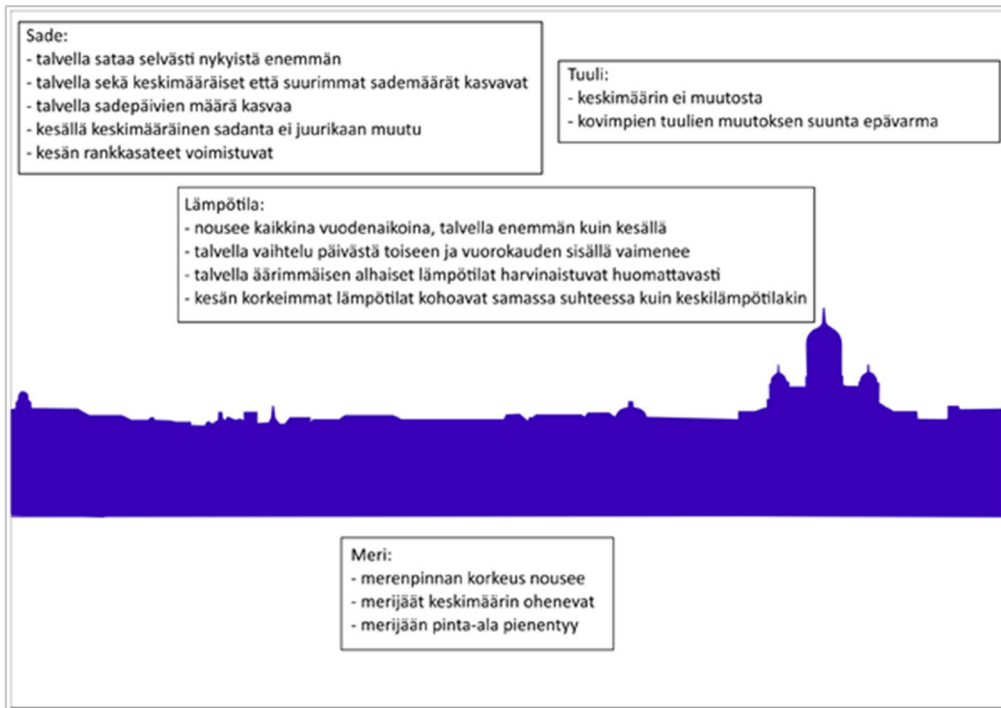 Sade:
- talvella sataa selvästi nykyistä enemmän
- talvella sekä keskimääräiset että suurimmat sademäärät kasvavat
- talvella sadepäivien määrä kasvaa
- kesällä keskimääräinen sadanta ei juurikaan muutu
- kesän rankkasateet voimistuvat
Tuuli:
- keskimäärin ei muutosta
- kovimpien tuulien muutoksen suunta epävarma
Lämpötila:
- nousee kaikkina vuodenaikoina, talvella enemmän kuin kesällä
- talvella vaihtelu päivästä toiseen ja vuorokauden sisällä vaimenee
- talvella äärimmäisen alhaiset lämpötilat harvinaistuvat huomattavasti
- kesän korkeimmat lämpötilat kohoavat samassa suhteessa kuin keskilämpötilakin
Meri:
- merenpinnan korkeus nousee
- merijäät keskimäärin ohenevat
- merijään pinta-ala pienentyy